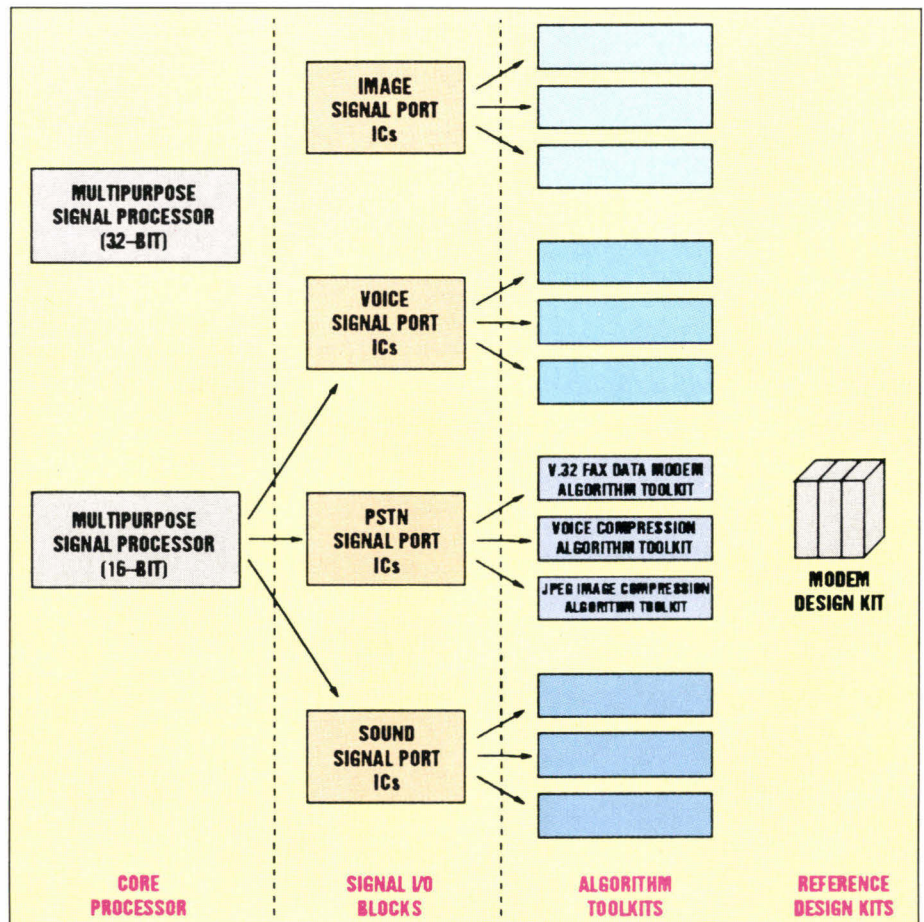 IMAGE
SIGNAL PORT
ICs
MULTIPURPOSE
SIGNAL PROCESSOR
(32-BIT)
VOICE
SIGNAL PORT
ICs
MULTIPURPOSE
SIGNAL PROCESSOR
(16-BIT)
PSTN
SIGNAL PORT
ICs
V.32 FAX DATA MODEM
ALGORITHM TOOLKIT
VOICE COMPRESSION
ALGORITHM TOOLKIT
JPEG IMAGE COMPRESSION
ALGORITHM TOOLKIT
MODEM
DESIGN KIT
SOUND
SIGNAL PORT
ICs
CORE
PROCESSOR
SIGNAL I/O
BLOCKS
ALGORITHM
TOOLKITS
REFERENCE
DESIGN KITS